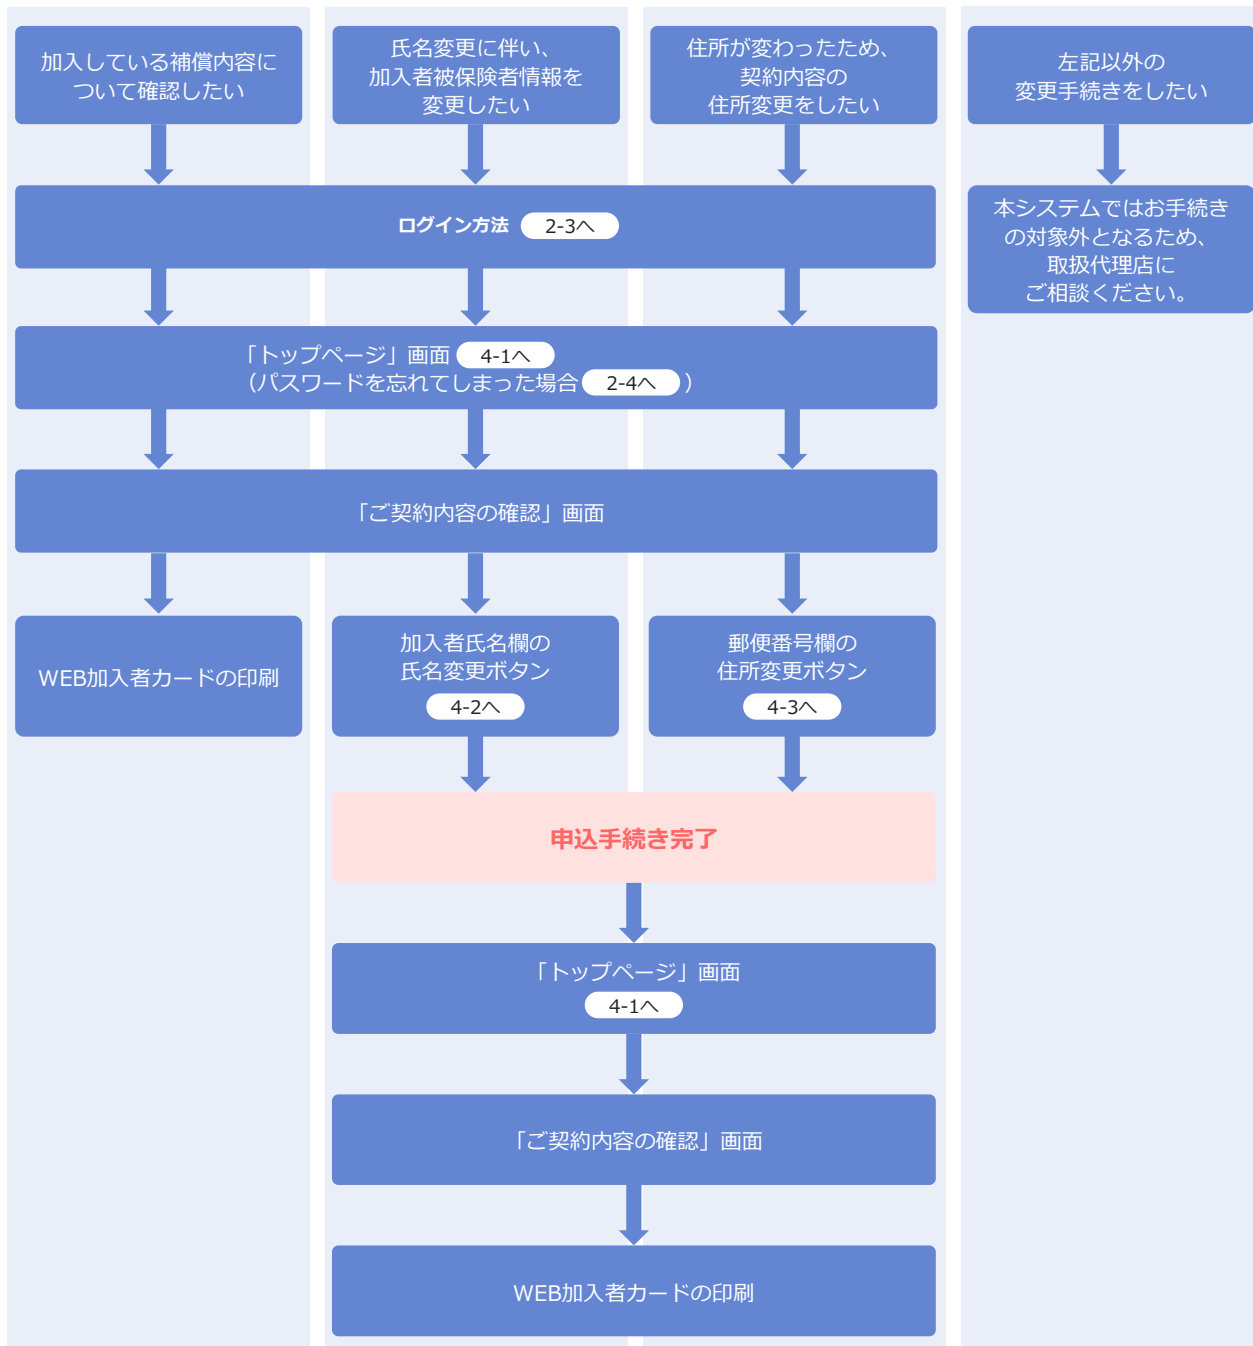 加入している補償内容に
ついて確認したい
氏名変更に伴い、
加入者被保険者情報を
変更したい
住所が変わったため、
契約内容の
住所変更をしたい
左記以外の
変更手続きをしたい
ログイン方法 2-3へ
本システムではお手続き
の対象外となるため、
取扱代理店に
ご相談ください。
「トップページ」画面 4-1へ
（パスワードを忘れてしまった場合 2-4へ ）
「ご契約内容の確認」画面
WEB加入者カードの印刷
加入者氏名欄の
氏名変更ボタン
4-2へ
郵便番号欄の
住所変更ボタン
4-3へ
申込手続き完了
「トップページ」画面
4-1へ
「ご契約内容の確認」画面
WEB加入者カードの印刷